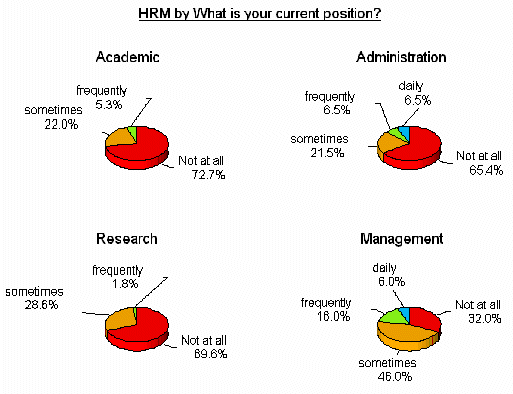 HRM by What is your current position?
Academic
frequently
5.3%
sometimes
22.0%
Not at all
72.7%
Administration
daily
6.5%
frequently
6.5%
sometimes
21.5%
Not at all
65.4%
Research
frequently
1.8%
sometimes
28.6%
Not at all
69.6%
Management
daily
6.0%
frequently
16.0%
Not at all
32.0%
sometimes
46.0%